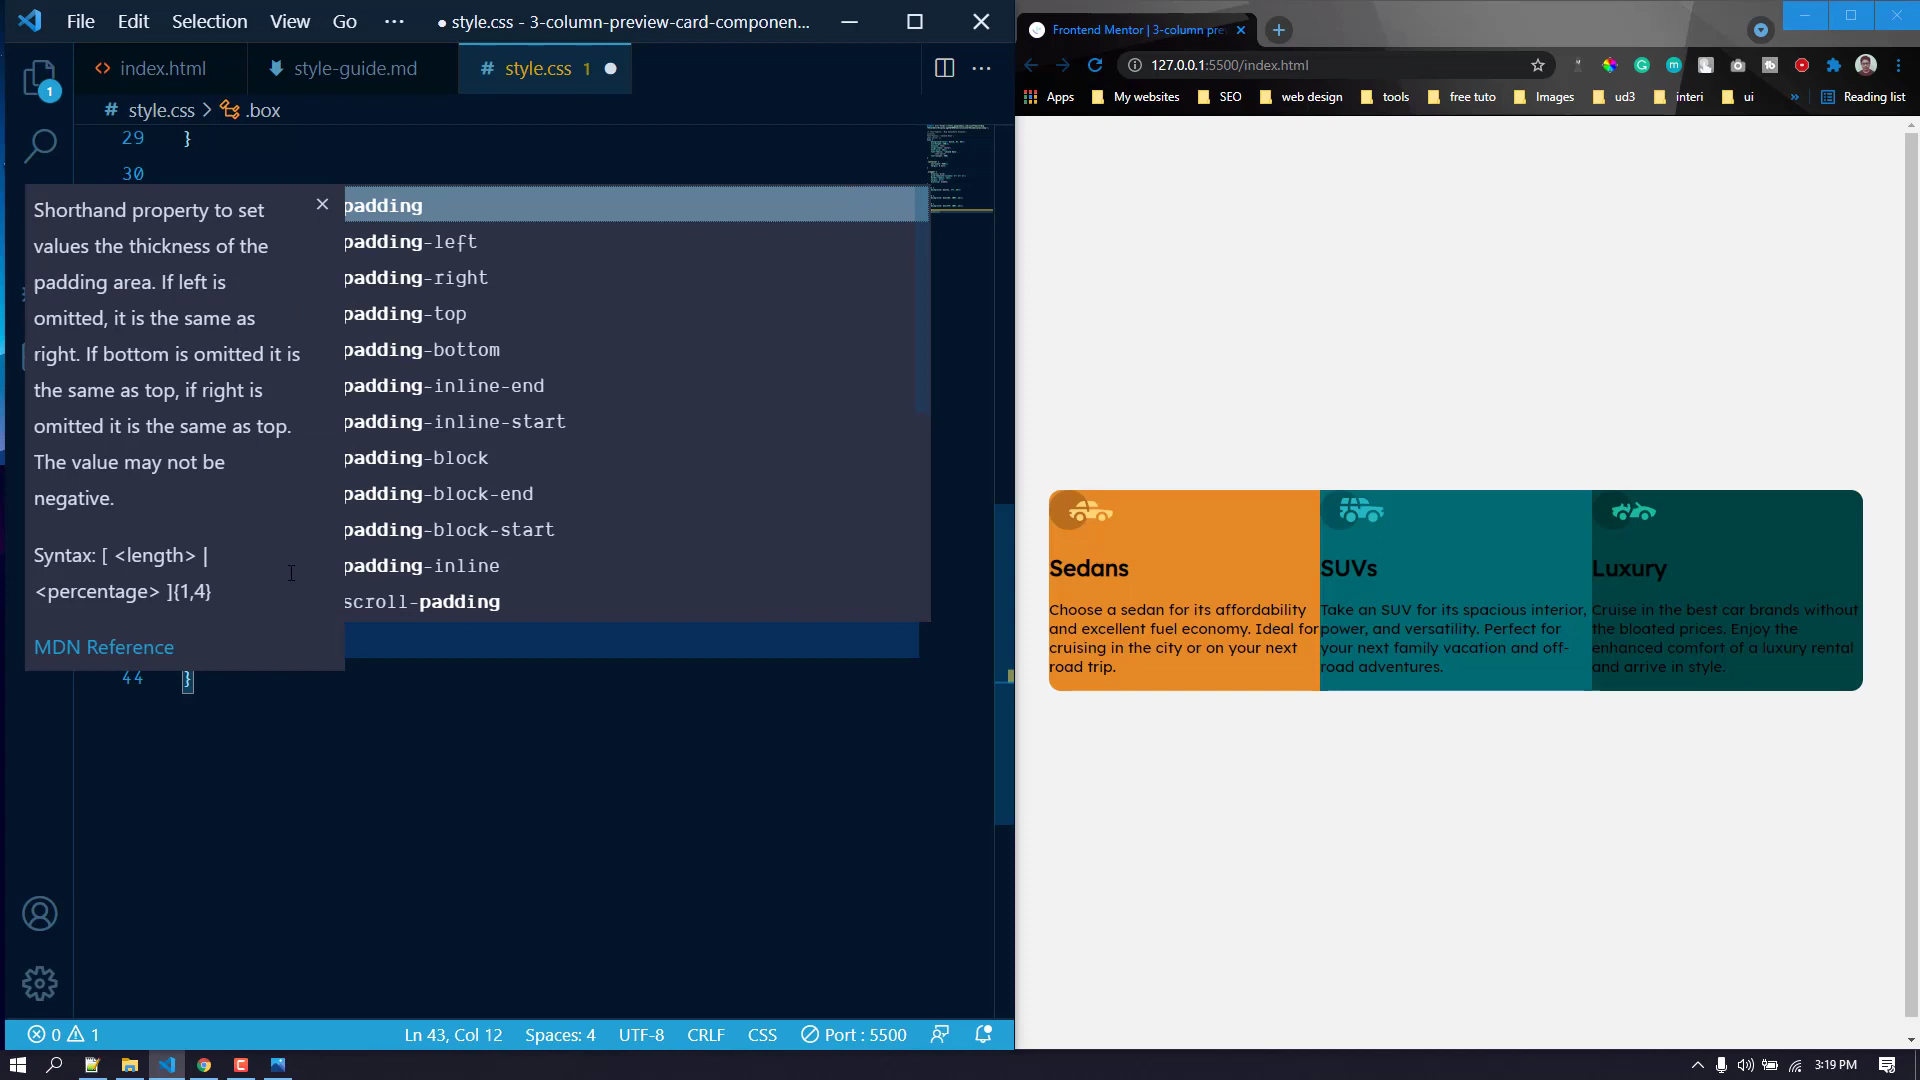 File Edit Selection View Go ··· ● style.css - 3-column-preview-card-componen...
index.html style-guide.md # style.css 1 ●
# style.css > .box
29 }
30
Shorthand property to set
values the thickness of the
padding area. If left is
omitted, it is the same as
right. If bottom is omitted it is
the same as top, if right is
omitted it is the same as top.
The value may not be
negative.
Syntax: [ <length> |
<percentage> ]{1,4}
MDN Reference
padding
padding-left
padding-right
padding-top
padding-bottom
padding-inline-end
padding-inline-start
padding-block
padding-block-end
padding-block-start
padding-inline
scroll-padding
44 }
1
0 1 Ln 43, Col 12 Spaces: 4 UTF-8 CRLF CSS Port : 5500
Frontend Mentor | 3-column pre
127.0.0.1:5500/index.html
Apps My websites SEO web design tools free tuto Images ud3 interi ui » Reading list
Sedans
Choose a sedan for its affordability
and excellent fuel economy. Ideal for
cruising in the city or on your next
road trip.
SUVs
Take an SUV for its spacious interior,
power, and versatility. Perfect for
your next family vacation and off-
road adventures.
Luxury
Cruise in the best car brands without
the bloated prices. Enjoy the
enhanced comfort of a luxury rental
and arrive in style.
3:19 PM